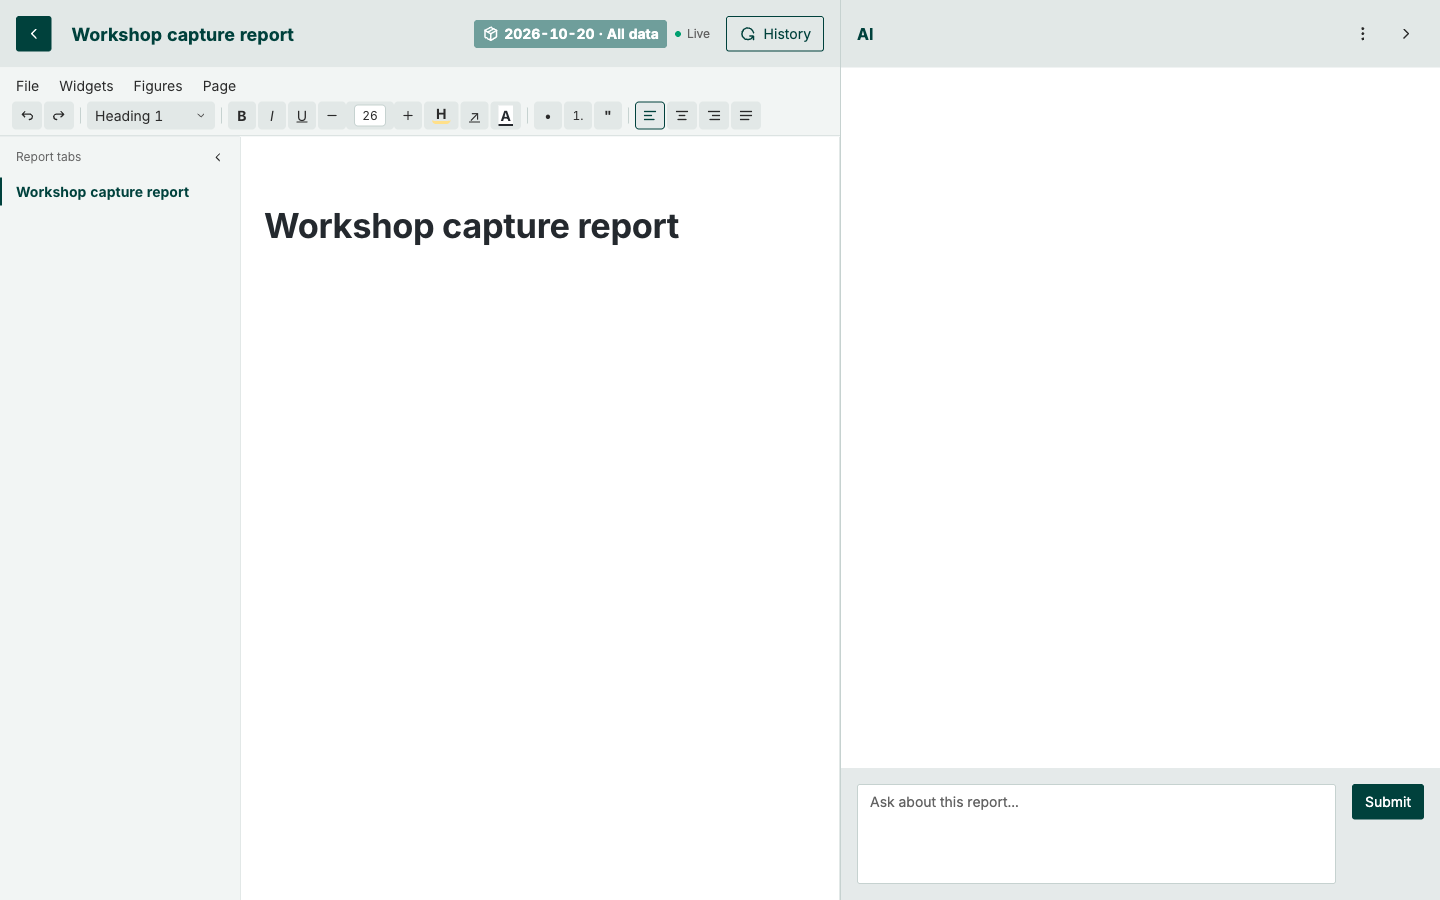 Workshop capture report
2026-10-20 · All data
Live
History
File Widgets Figures Page
Heading 1
B I U − 26 + H A • 1. "
Report tabs
Workshop capture report
Workshop capture report
AI
Ask about this report...
Submit